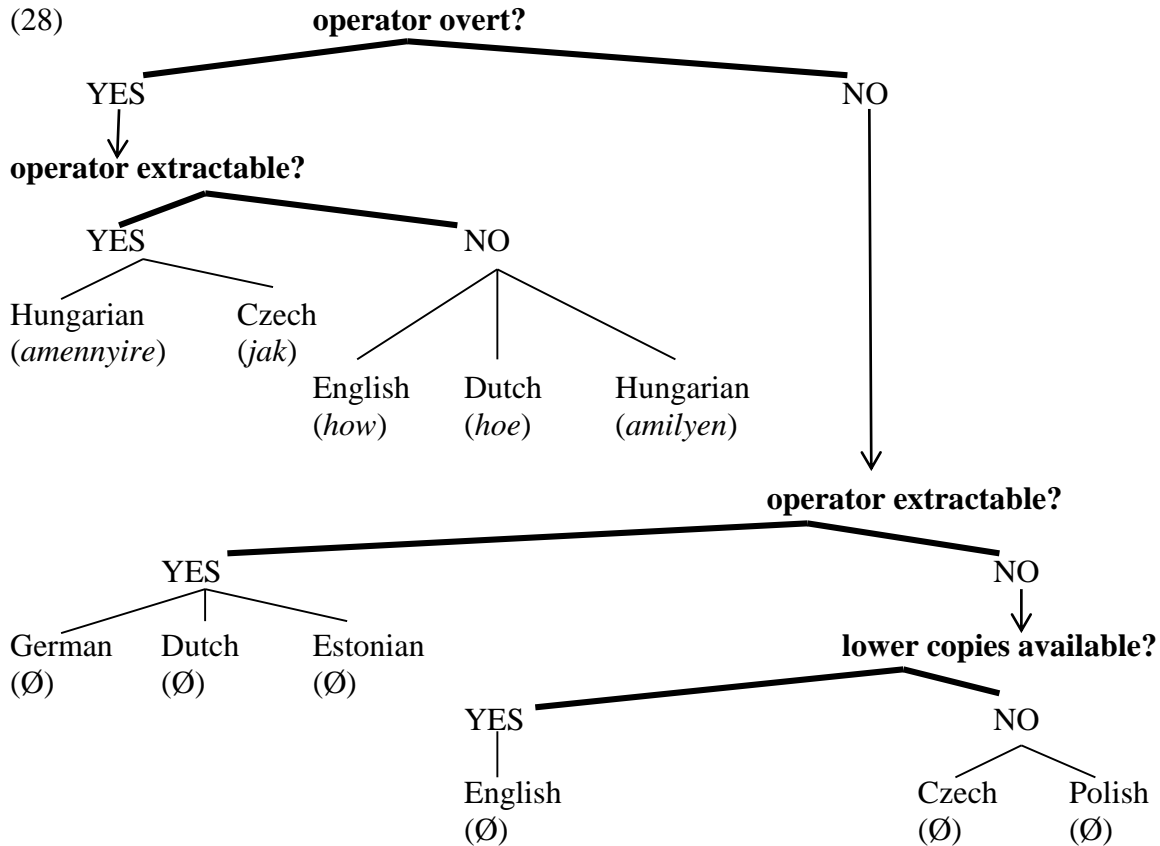 (28) operator overt?
YES NO
operator extractable?
YES NO
Hungarian Czech
(amennyire) (jak)
English Dutch Hungarian
(how) (hoe) (amilyen)
operator extractable?
YES NO
German Dutch Estonian lower copies available?
(Ø) (Ø) (Ø)
YES NO
English Czech Polish
(Ø) (Ø) (Ø)